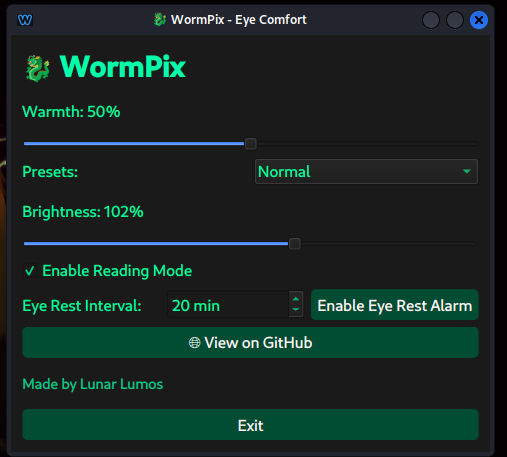 W
🐉 WormPix - Eye Comfort
🐉 WormPix
Warmth: 50%
Presets: Normal
Brightness: 102%
✓ Enable Reading Mode
Eye Rest Interval: 20 min Enable Eye Rest Alarm
🌐 View on GitHub
Made by Lunar Lumos
Exit